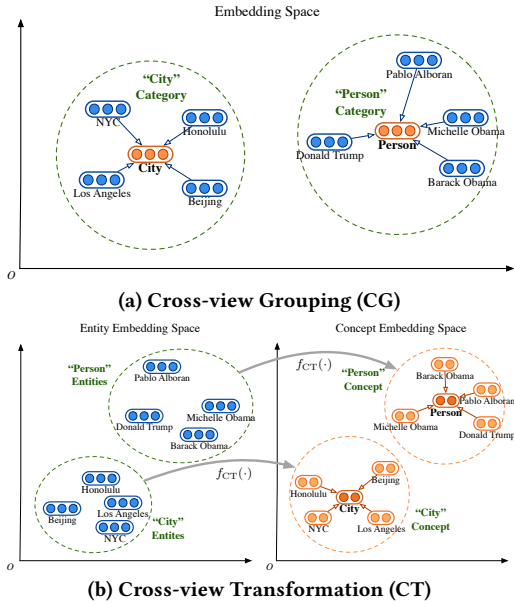 Embedding Space
"City"
Category
NYC
Honolulu
City
Los Angeles
Beijing
Pablo Alboran
"Person"
Category
Michelle Obama
Donald Trump
Person
Barack Obama
O
(a) Cross-view Grouping (CG)
Entity Embedding Space
Concept Embedding Space
"Person"
Entities
Pablo Alboran
Michelle Obama
Donald Trump
Barack Obama
f_CT(·)
"Person"
Concept
Barack Obama
Pablo Alboran
Person
Michelle Obama
Donald Trump
Honolulu
Los Angeles
Beijing
NYC
"City"
Entites
f_CT(·)
Beijing
Honolulu
City
NYC
Los Angeles
"City"
Concept
O
O
(b) Cross-view Transformation (CT)